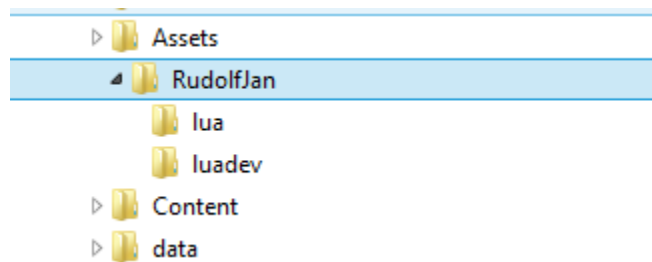 Assets
RudolfJan
lua
luadev
Content
data